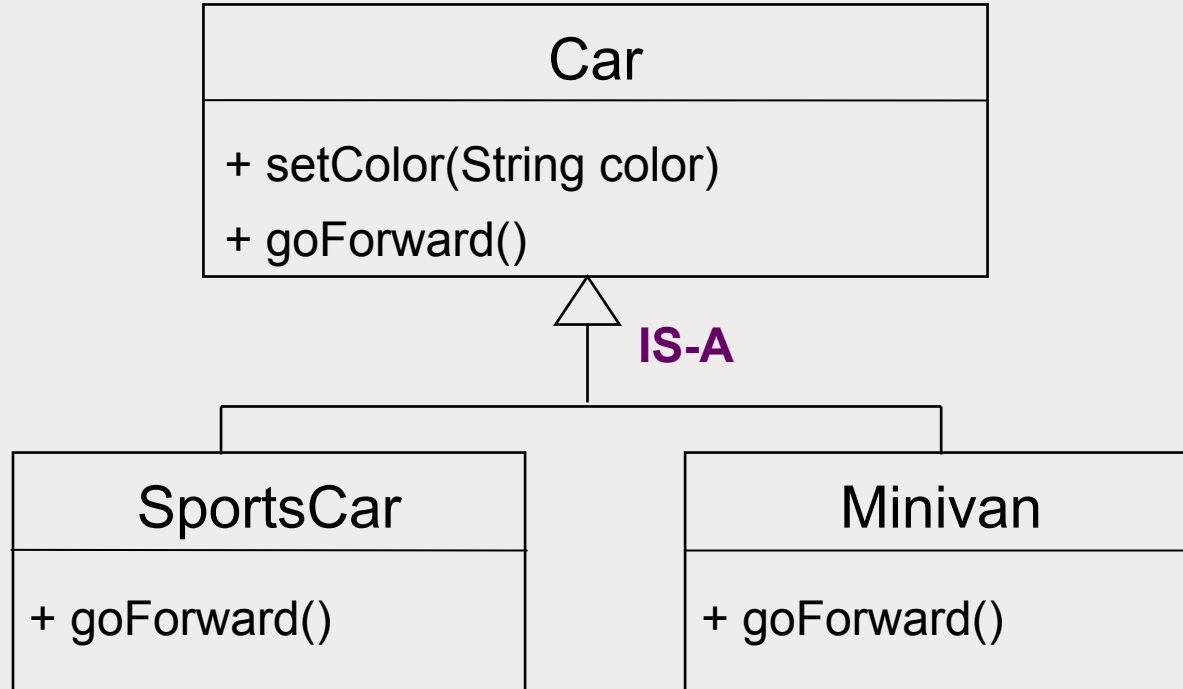 Car
+ setColor(String color)
+ goForward()
IS-A
SportsCar
+ goForward()
Minivan
+ goForward()